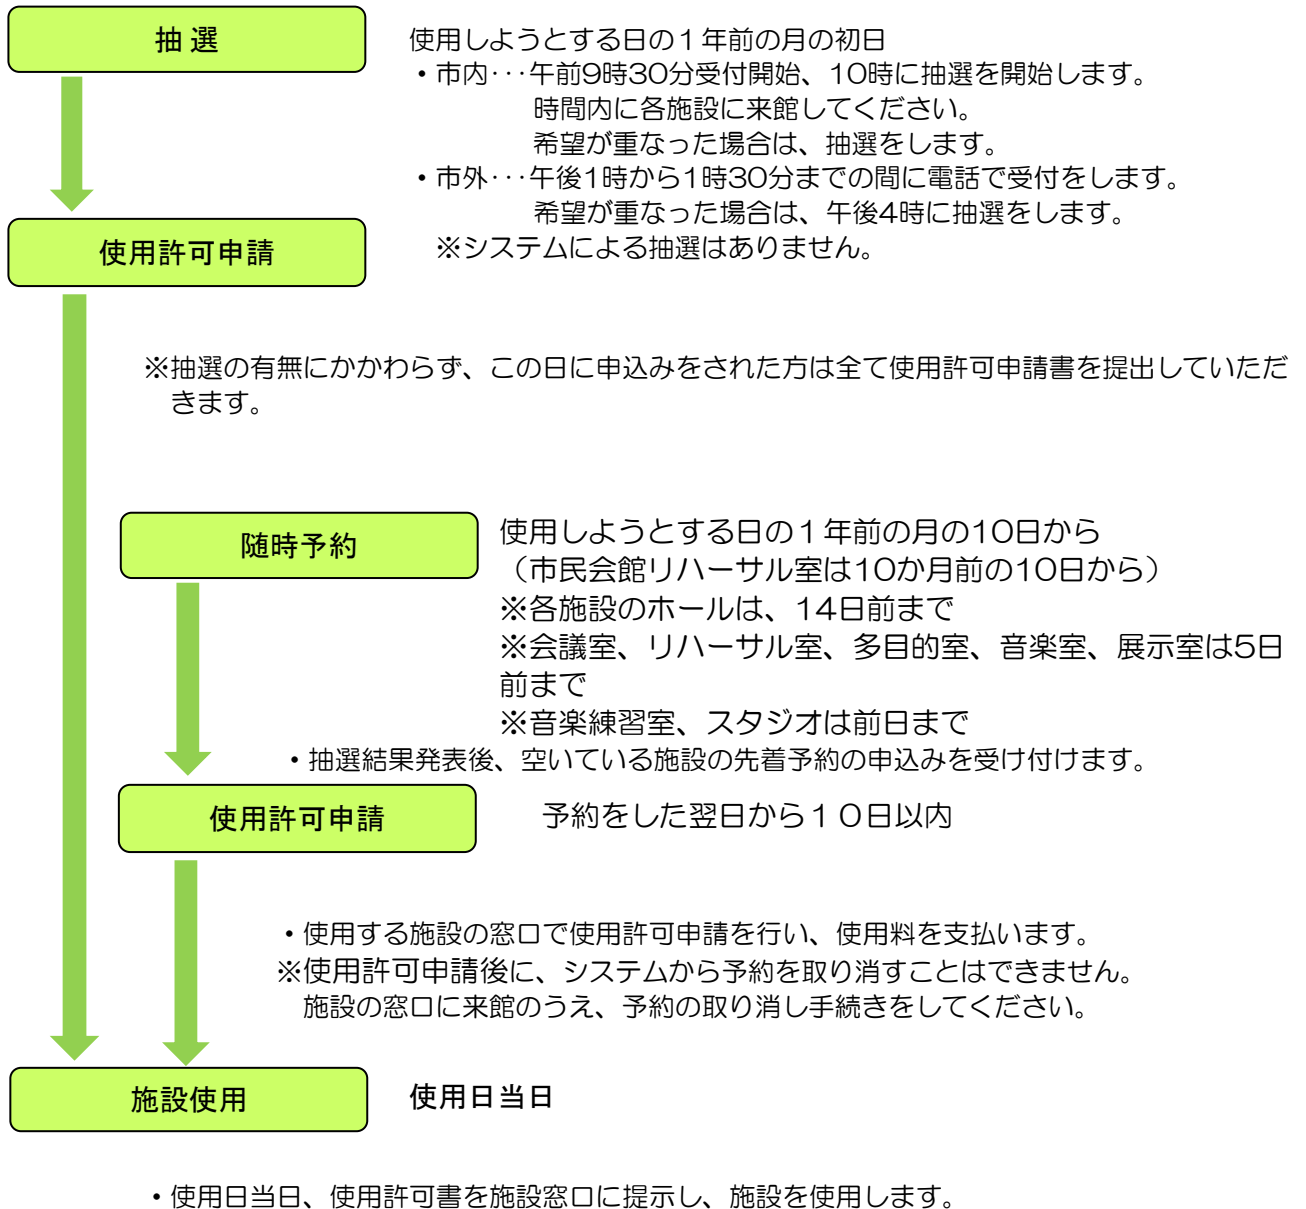 抽 選
使用しようとする日の１年前の月の初日
・市内･･･午前9時30分受付開始、10時に抽選を開始します。
時間内に各施設に来館してください。
希望が重なった場合は、抽選をします。
・市外･･･午後1時から1時30分までの間に電話で受付をします。
希望が重なった場合は、午後4時に抽選をします。
※システムによる抽選はありません。
使用許可申請
※抽選の有無にかかわらず、この日に申込みをされた方は全て使用許可申請書を提出していただ
きます。
随時予約
使用しようとする日の１年前の月の10日から
（市民会館リハーサル室は10か月前の10日から）
※各施設のホールは、14日前まで
※会議室、リハーサル室、多目的室、音楽室、展示室は5日
前まで
※音楽練習室、スタジオは前日まで
・抽選結果発表後、空いている施設の先着予約の申込みを受け付けます。
使用許可申請
予約をした翌日から１０日以内
・使用する施設の窓口で使用許可申請を行い、使用料を支払います。
※使用許可申請後に、システムから予約を取り消すことはできません。
施設の窓口に来館のうえ、予約の取り消し手続きをしてください。
施設使用
使用日当日
・使用日当日、使用許可書を施設窓口に提示し、施設を使用します。